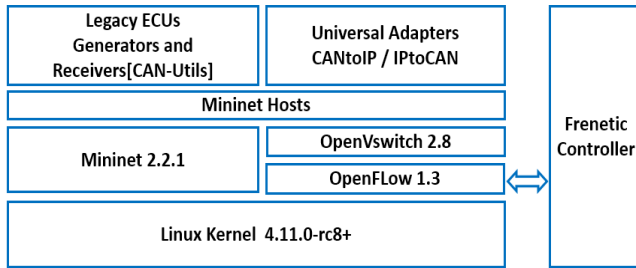 Legacy ECUs
Generators and
Receivers[CAN-Utils]
Universal Adapters
CANtoIP / IPtoCAN
Mininet Hosts
Mininet 2.2.1
OpenVswitch 2.8
OpenFLow 1.3
Linux Kernel 4.11.0-rc8+
Frenetic
Controller